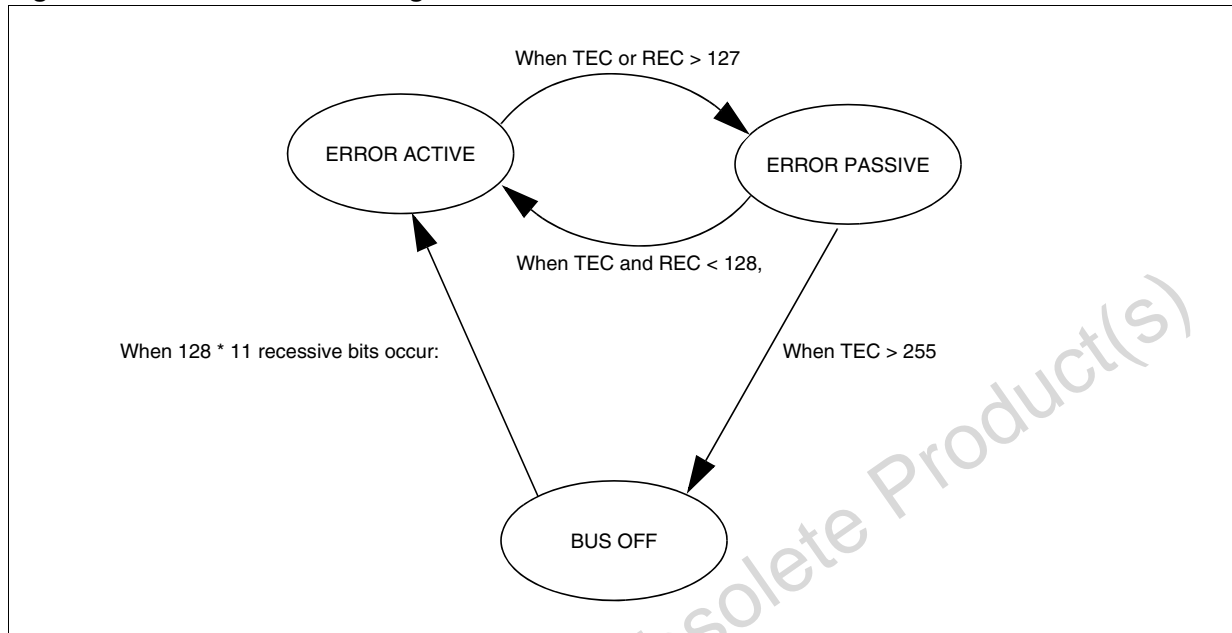 When TEC or REC > 127
ERROR ACTIVE
ERROR PASSIVE
When TEC and REC < 128,
When 128 * 11 recessive bits occur:
When TEC > 255
BUS OFF
solete Product(s)